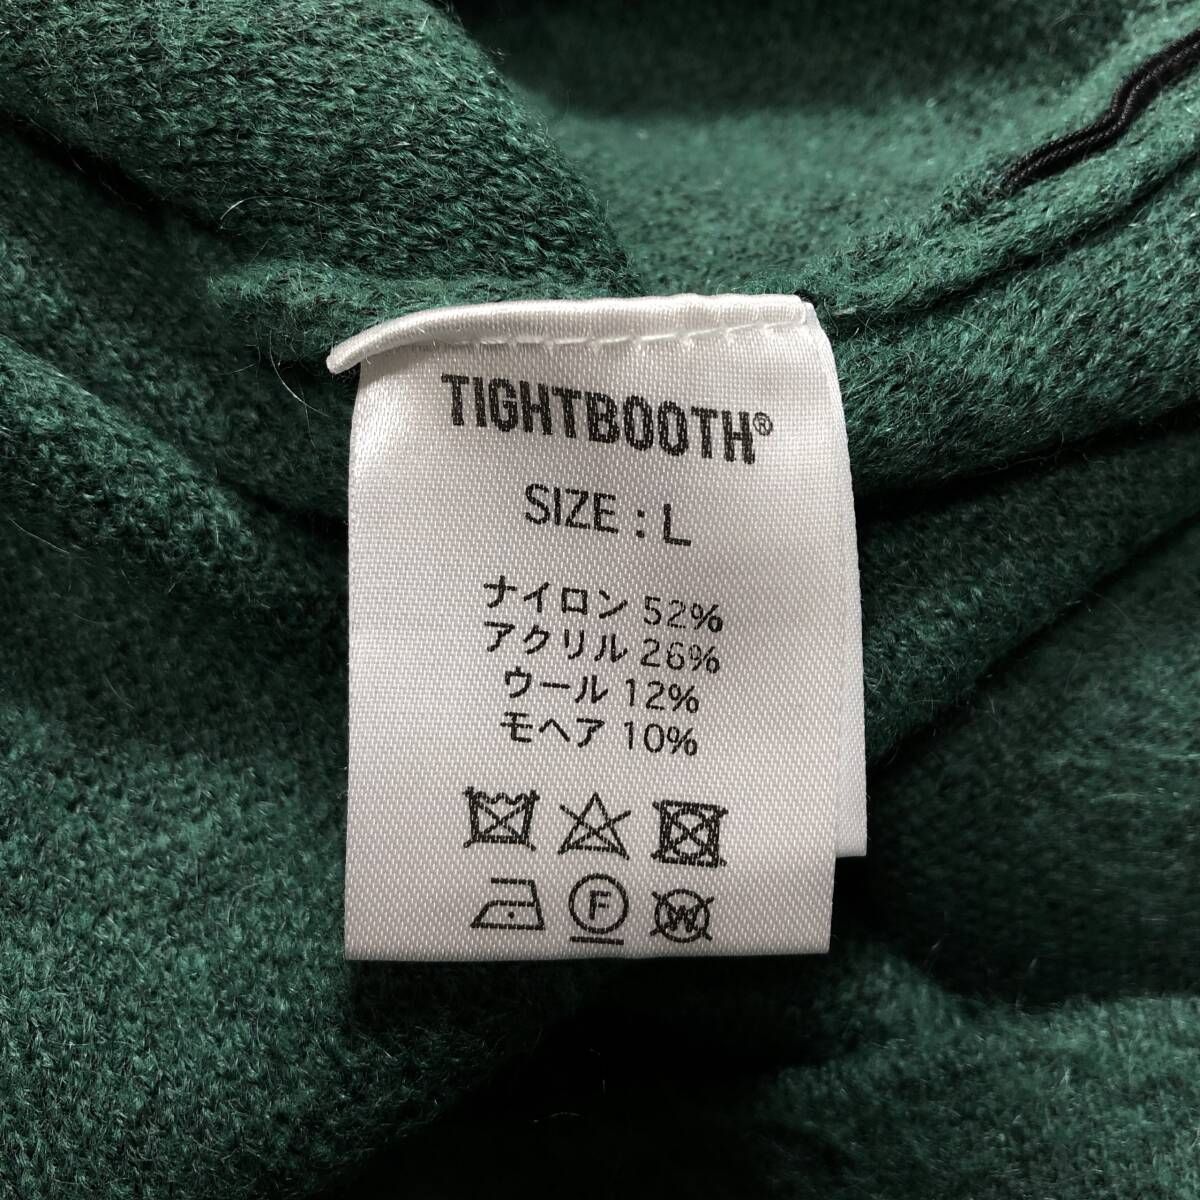 TIGHTBOOTH®
SIZE : L
ナイロン 52%
アクリル 26%
ウール 12%
モヘア 10%
F
W